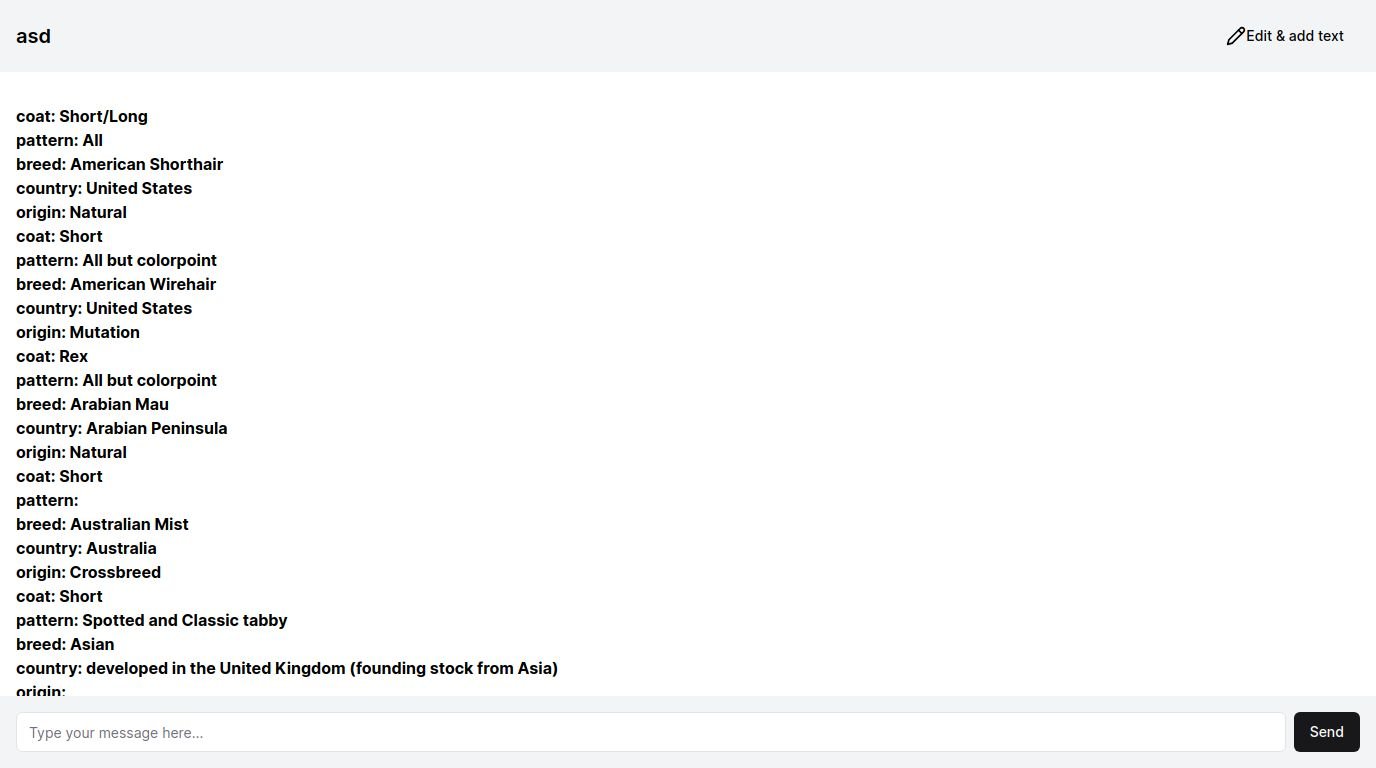 asd
Edit & add text
coat: Short/Long
pattern: All
breed: American Shorthair
country: United States
origin: Natural
coat: Short
pattern: All but colorpoint
breed: American Wirehair
country: United States
origin: Mutation
coat: Rex
pattern: All but colorpoint
breed: Arabian Mau
country: Arabian Peninsula
origin: Natural
coat: Short
pattern:
breed: Australian Mist
country: Australia
origin: Crossbreed
coat: Short
pattern: Spotted and Classic tabby
breed: Asian
country: developed in the United Kingdom (founding stock from Asia)
origin:
Type your message here...
Send